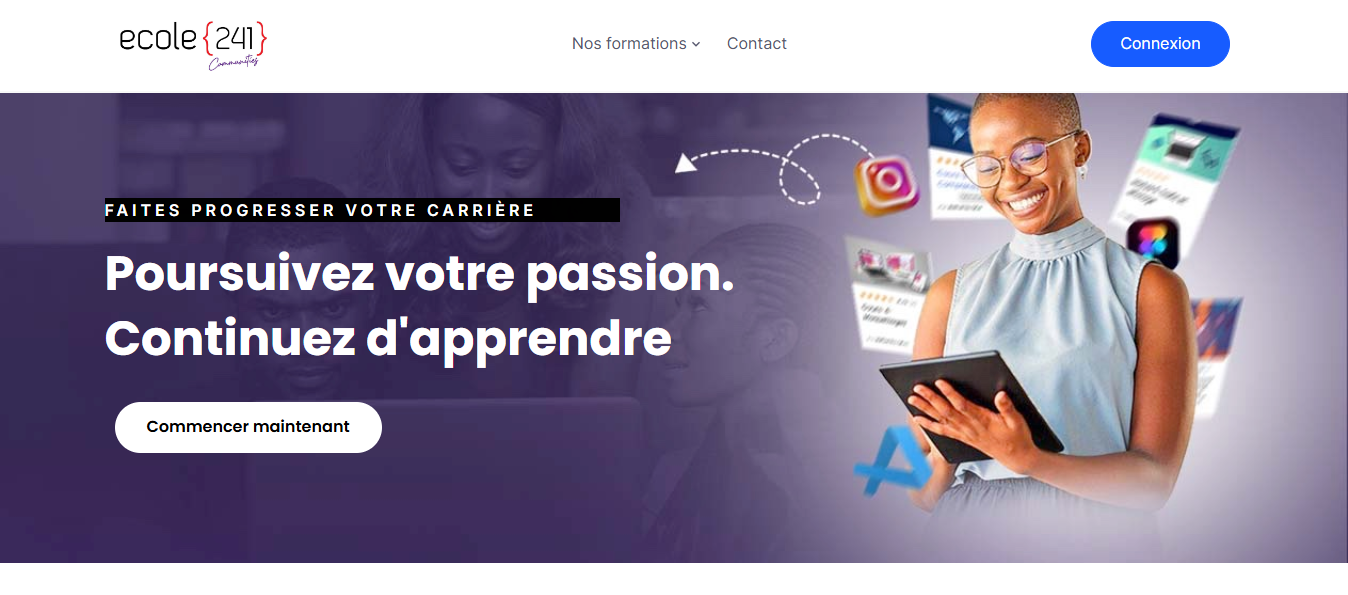 ecole {241}
Communities
Nos formations
Contact
Connexion
FAITES PROGRESSER VOTRE CARRIÈRE
Poursuivez votre passion.
Continuez d'apprendre
Commencer maintenant